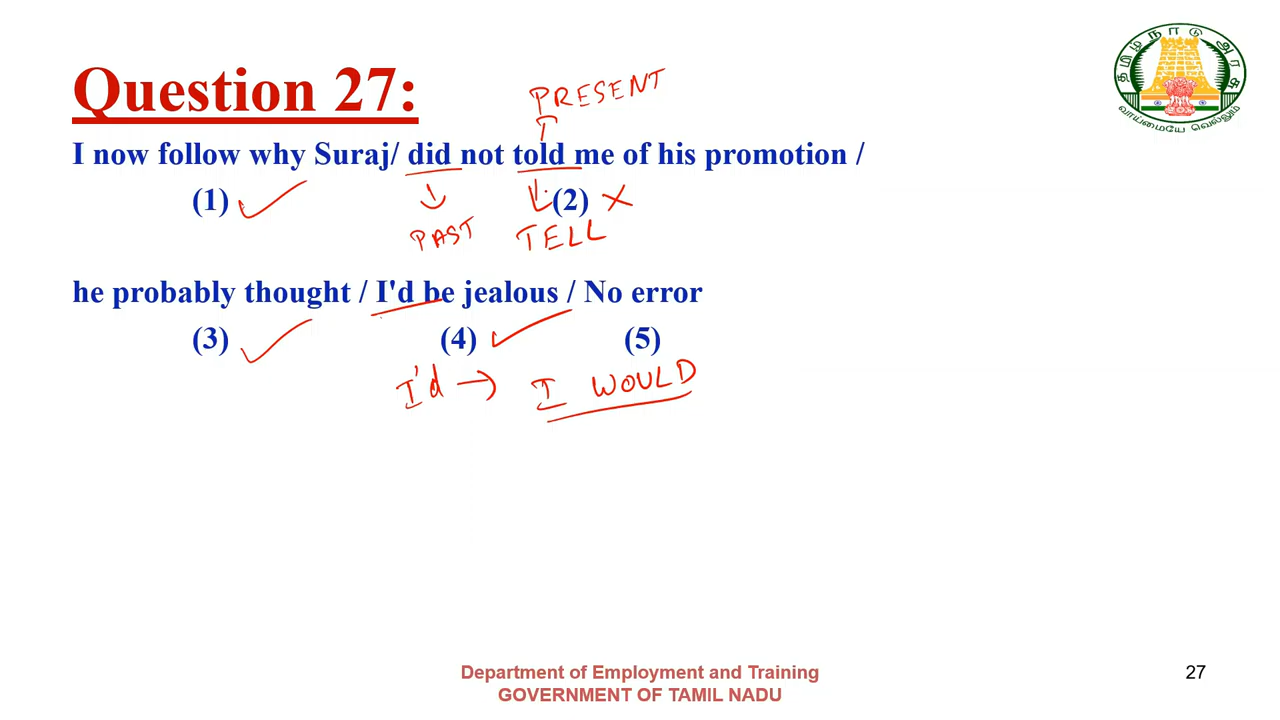 Question 27:
PRESENT
I now follow why Suraj/ did not told me of his promotion /
(1) (2)
PAST TELL
he probably thought / I'd be jealous / No error
(3) (4) (5)
I'd → I WOULD
தமிழ்நாடு அரசு
வாய்மையே வெல்லும்
Department of Employment and Training
GOVERNMENT OF TAMIL NADU
27